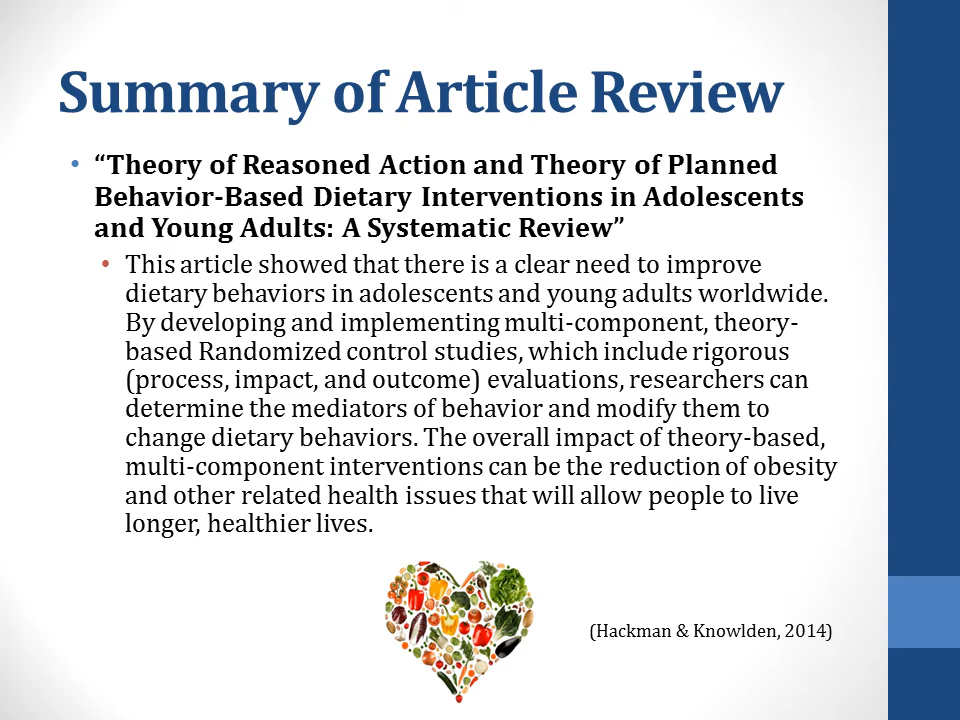 Summary of Article Review
• “Theory of Reasoned Action and Theory of Planned
Behavior-Based Dietary Interventions in Adolescents
and Young Adults: A Systematic Review”
• This article showed that there is a clear need to improve
dietary behaviors in adolescents and young adults worldwide.
By developing and implementing multi-component, theory-
based Randomized control studies, which include rigorous
(process, impact, and outcome) evaluations, researchers can
determine the mediators of behavior and modify them to
change dietary behaviors. The overall impact of theory-based,
multi-component interventions can be the reduction of obesity
and other related health issues that will allow people to live
longer, healthier lives.
(Hackman & Knowlden, 2014)